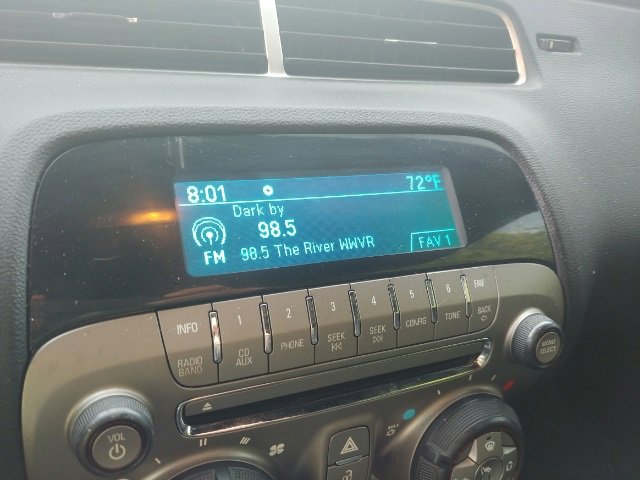 8:01 72°F
Dark by
98.5
FM 98.5 The River WWVR FAV 1
INFO 1 2 3 4 5 6 FAV
RADIO BAND CD AUX PHONE SEEK SEEK CONFIG TONE BACK
MENU SELECT
VOL
MAX